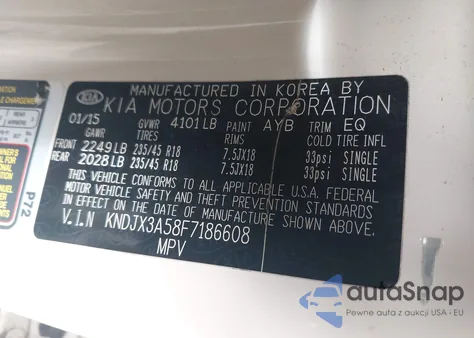 MANUFACTURED IN KOREA BY
KIA KIA MOTORS CORPORATION
01/15 GVWR 4101LB PAINT AYB TRIM EQ
GAWR TIRES RIMS COLD TIRE INFL
FRONT 2249LB 235/45 R18 7.5JX18 33psi SINGLE
REAR 2028LB 235/45 R18 7.5JX18 33psi SINGLE
THIS VEHICLE CONFORMS TO ALL APPLICABLE U.S.A. FEDERAL
MOTOR VEHICLE SAFETY AND THEFT PREVENTION STANDARDS
IN EFFECT ON THE DATE OF MANUFACTURE SHOWN ABOVE.
V.I.N KNDJX3A58F7186608
MPV
P72
autoSnap
Pewne auta z aukcji USA i EU